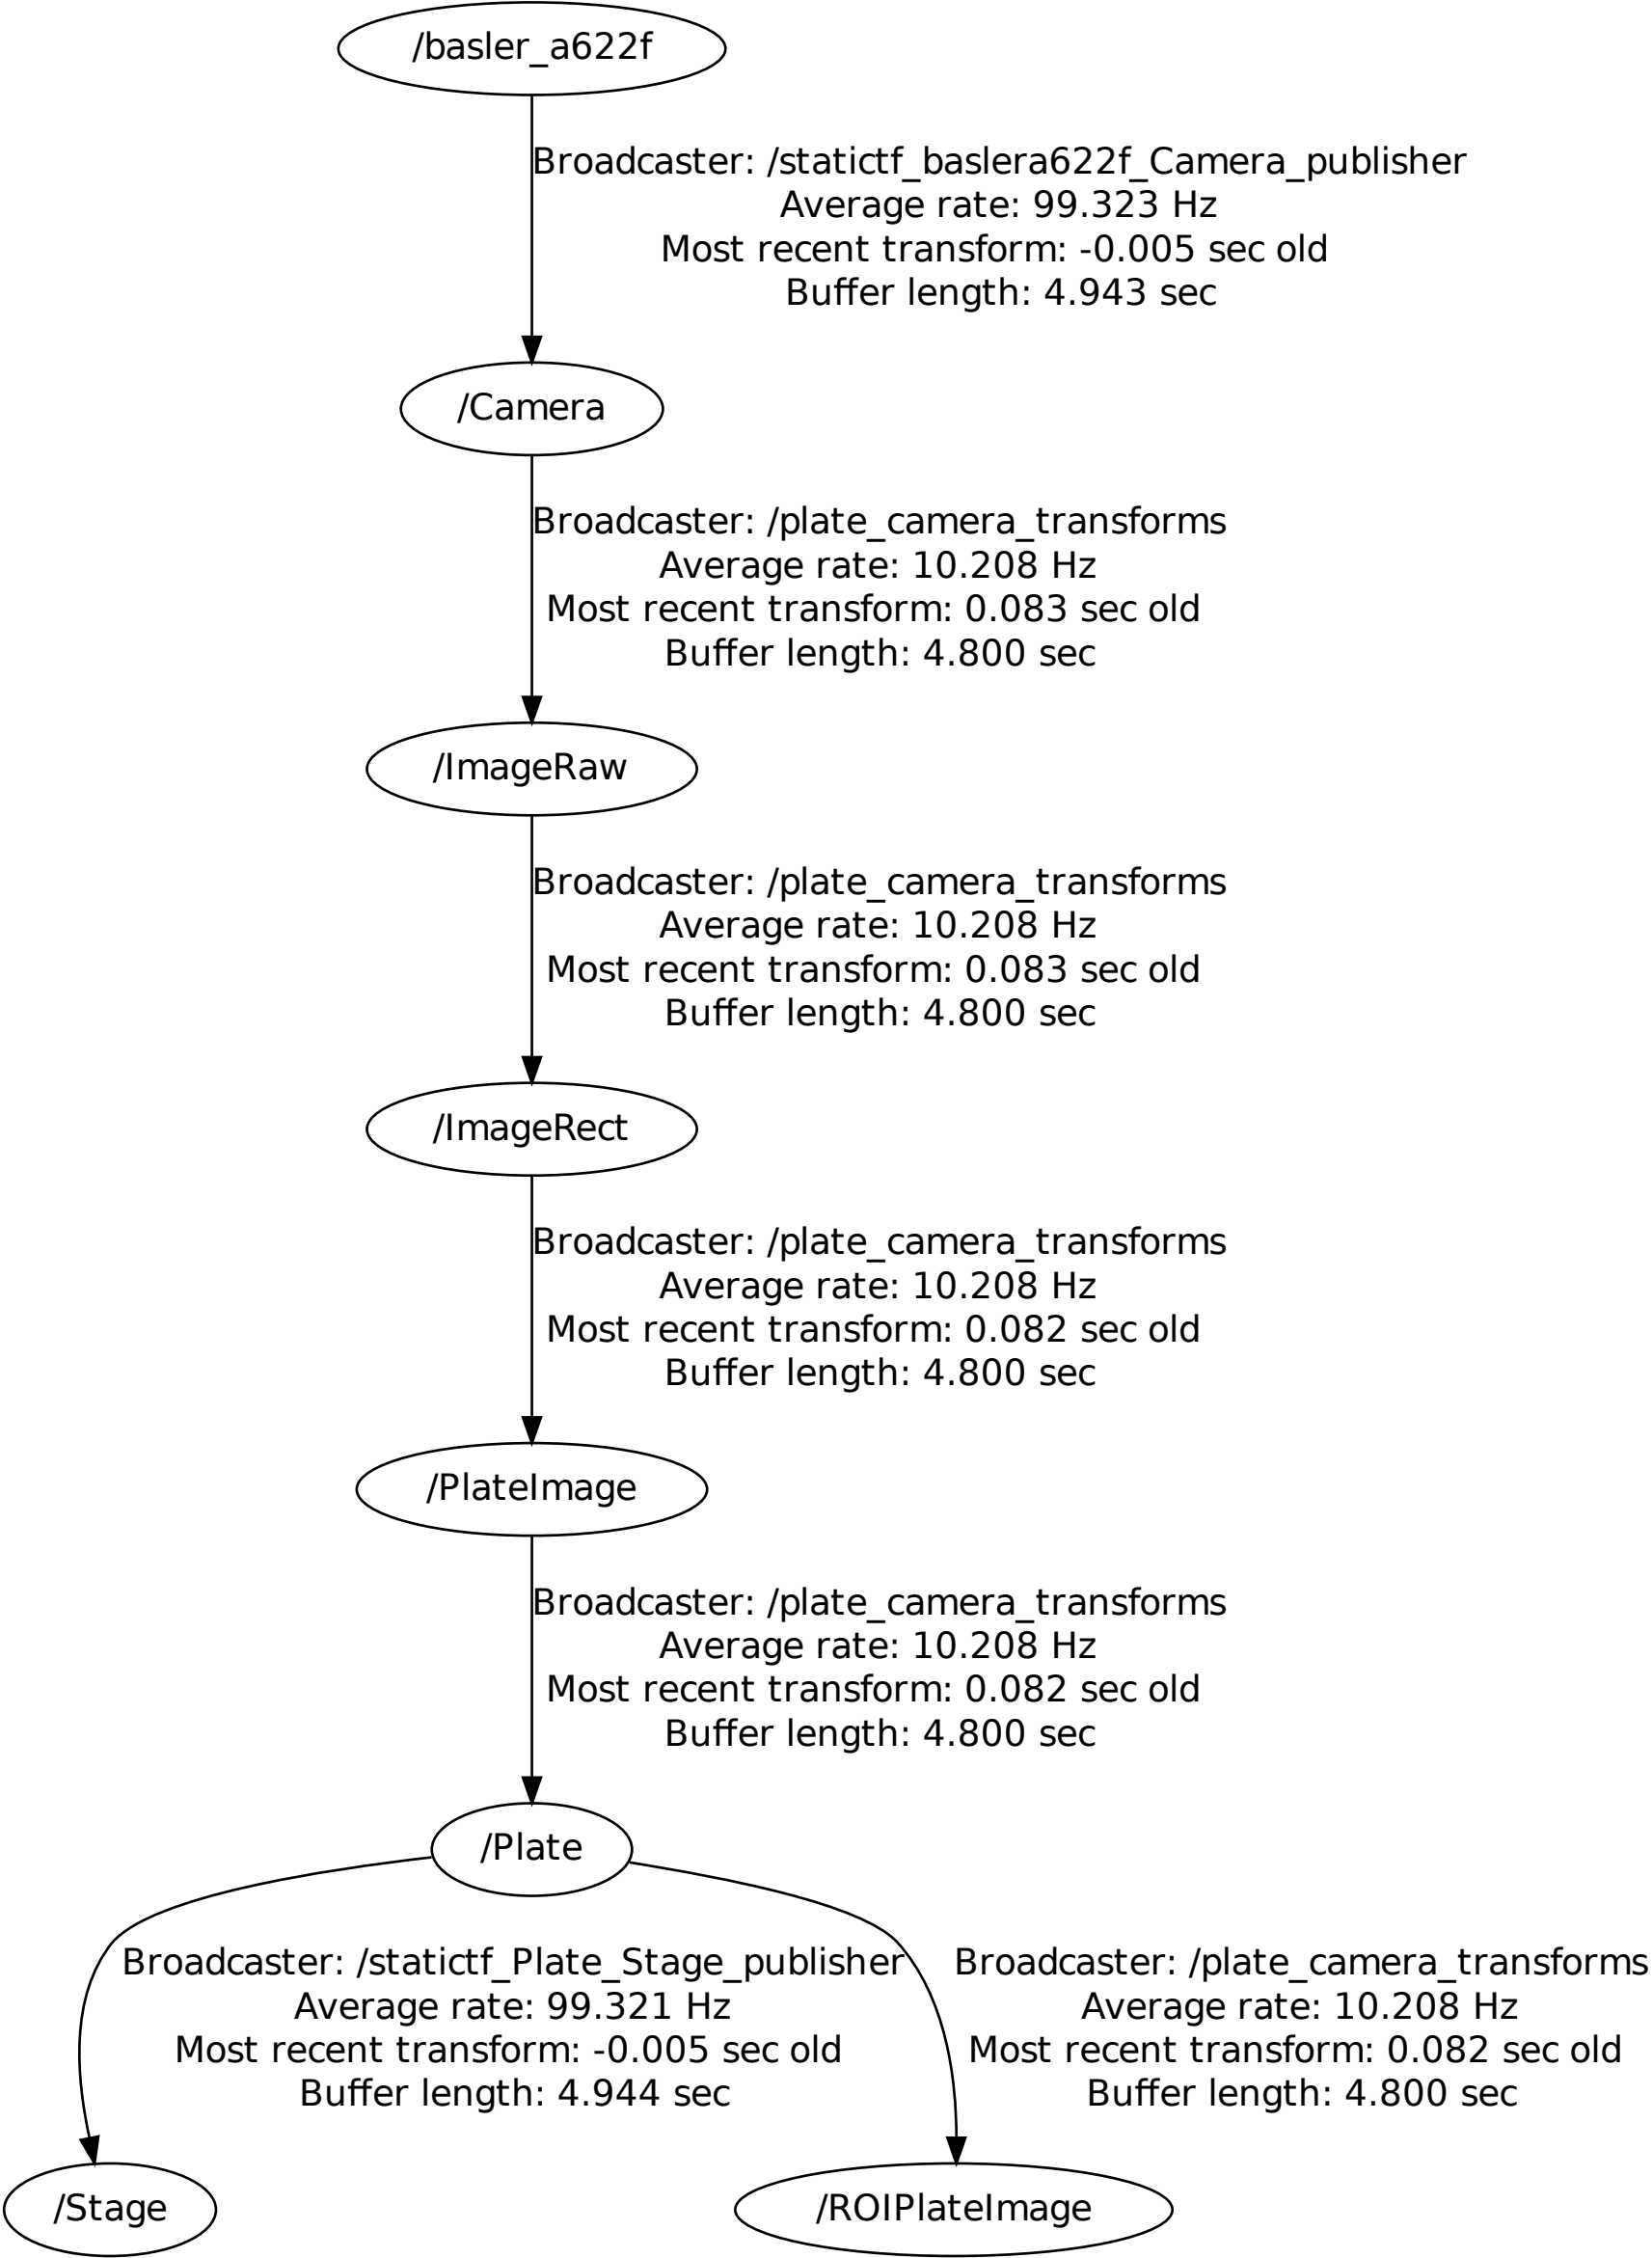 /basler_a622f
Broadcaster: /statictf_baslera622f_Camera_publisher
Average rate: 99.323 Hz
Most recent transform: -0.005 sec old
Buffer length: 4.943 sec
/Camera
Broadcaster: /plate_camera_transforms
Average rate: 10.208 Hz
Most recent transform: 0.083 sec old
Buffer length: 4.800 sec
/ImageRaw
Broadcaster: /plate_camera_transforms
Average rate: 10.208 Hz
Most recent transform: 0.083 sec old
Buffer length: 4.800 sec
/ImageRect
Broadcaster: /plate_camera_transforms
Average rate: 10.208 Hz
Most recent transform: 0.082 sec old
Buffer length: 4.800 sec
/PlateImage
Broadcaster: /plate_camera_transforms
Average rate: 10.208 Hz
Most recent transform: 0.082 sec old
Buffer length: 4.800 sec
/Plate
Broadcaster: /statictf_Plate_Stage_publisher
Average rate: 99.321 Hz
Most recent transform: -0.005 sec old
Buffer length: 4.944 sec
Broadcaster: /plate_camera_transforms
Average rate: 10.208 Hz
Most recent transform: 0.082 sec old
Buffer length: 4.800 sec
/Stage
/ROIPlateImage